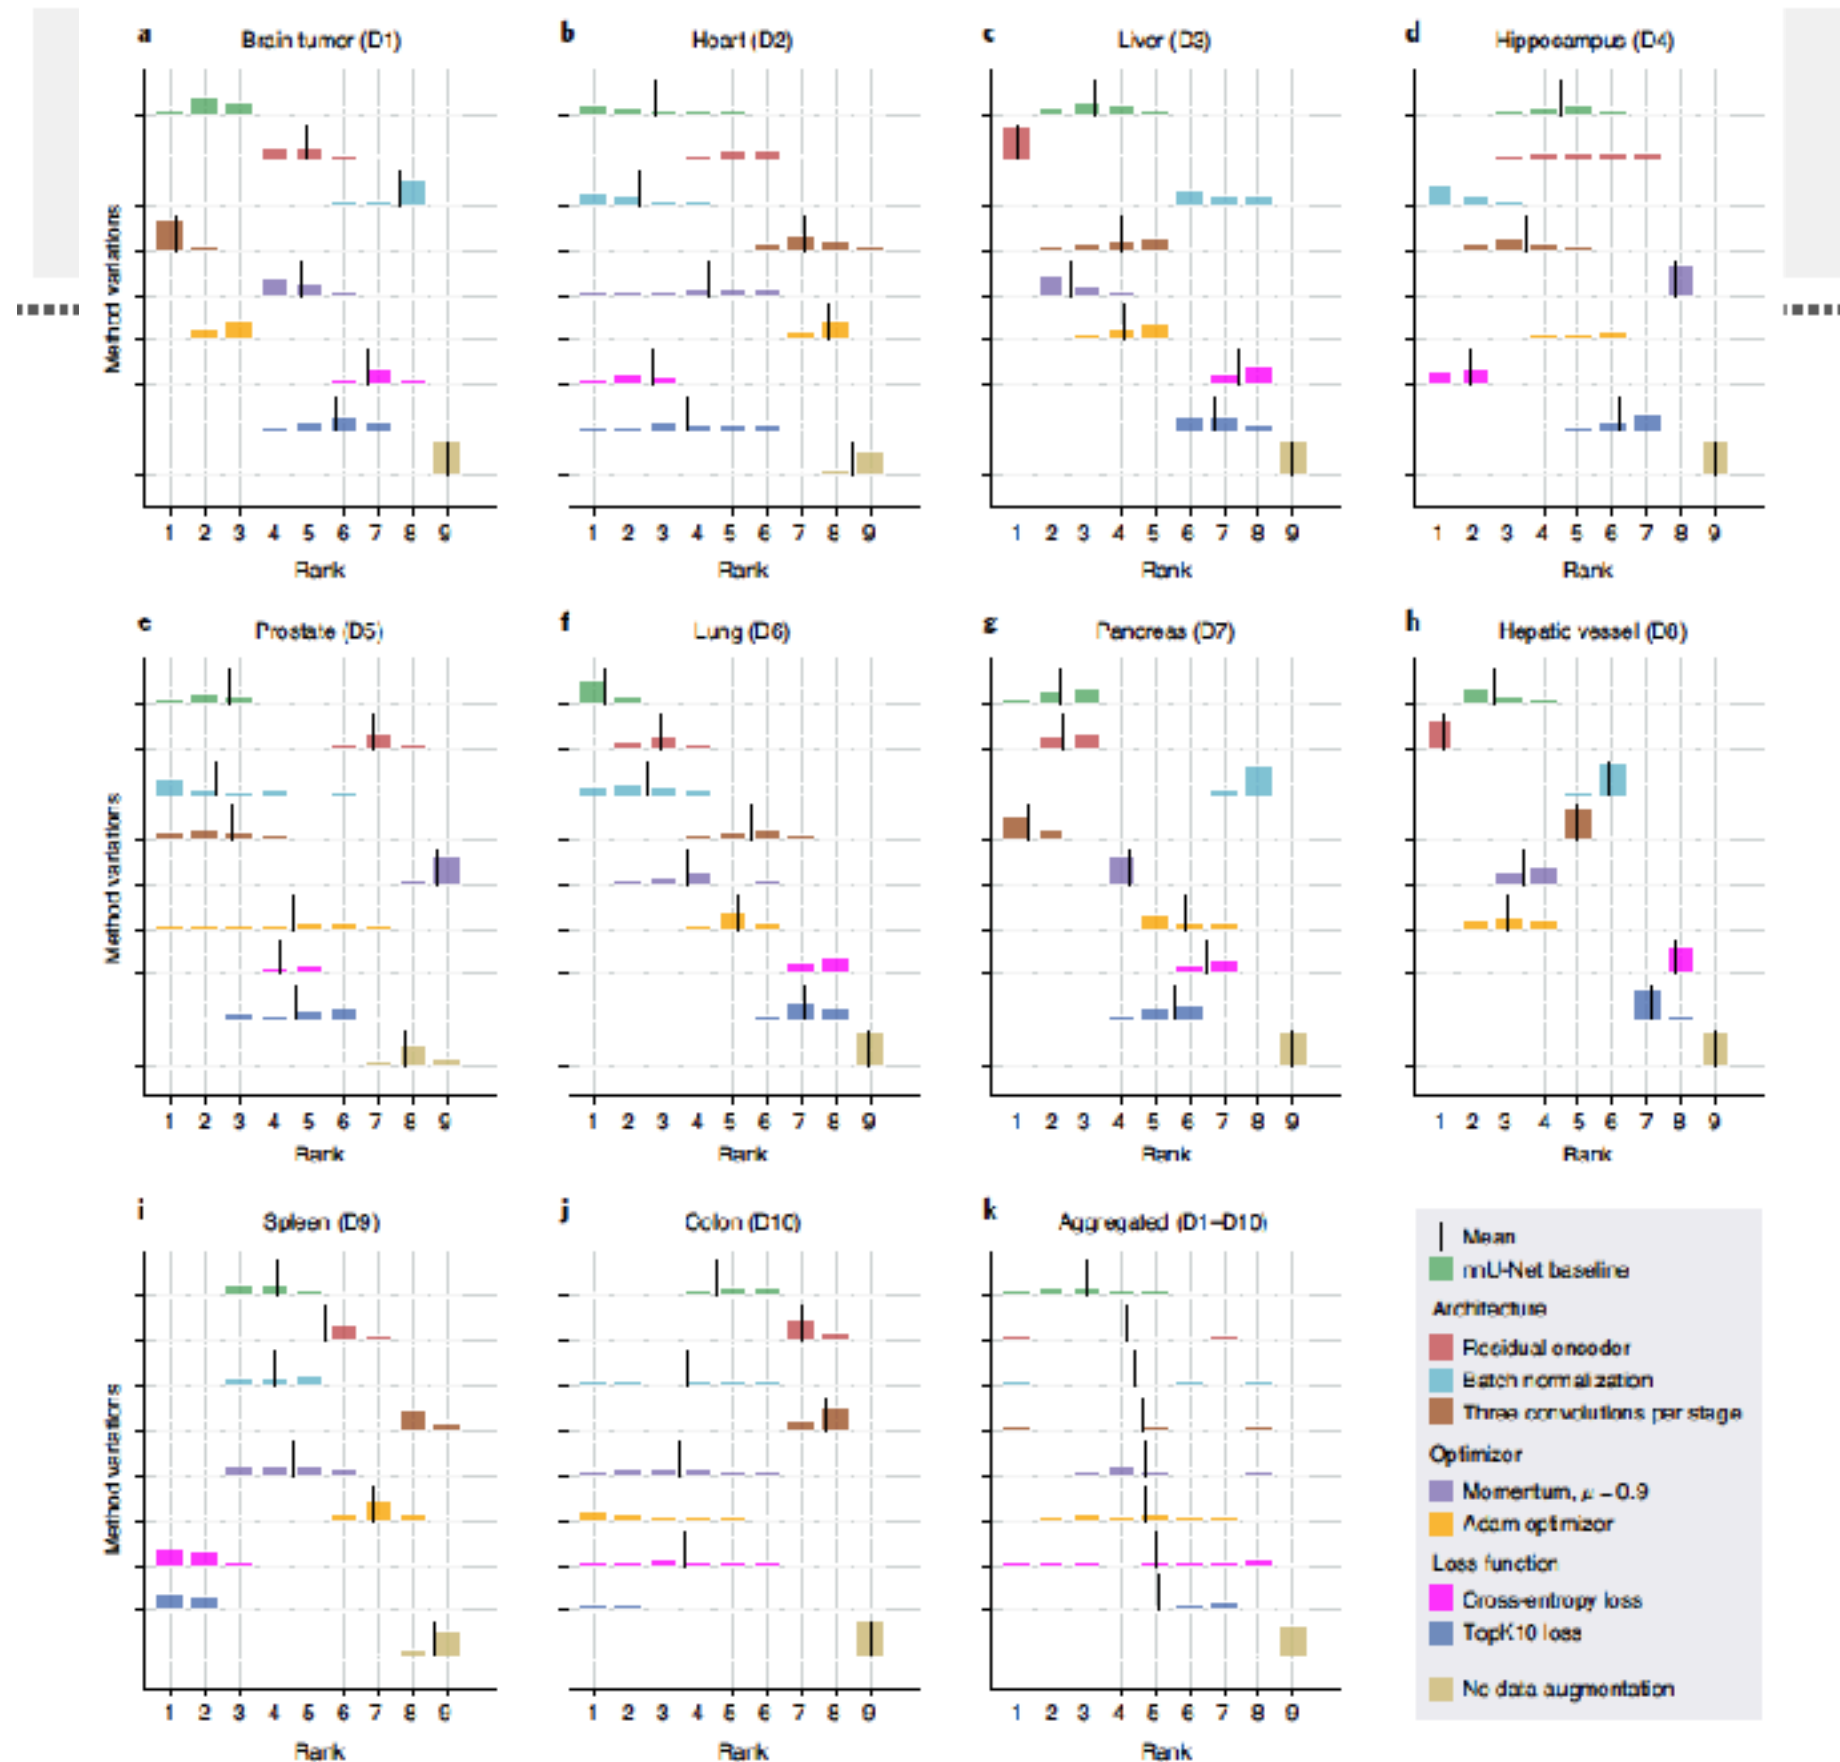 a Brain tumor (D1)
b Heart (D2)
c Liver (D3)
d Hippocampus (D4)
Method variations
1 2 3 4 5 6 7 8 9
1 2 3 4 5 6 7 8 9
1 2 3 4 5 6 7 8 9
1 2 3 4 5 6 7 8 9
Rank
Rank
Rank
Rank
e Prostate (D5)
f Lung (D6)
g Pancreas (D7)
h Hepatic vessel (D8)
Method variations
1 2 3 4 5 6 7 8 9
1 2 3 4 5 6 7 8 9
1 2 3 4 5 6 7 8 9
1 2 3 4 5 6 7 8 9
Rank
Rank
Rank
Rank
i Spleen (D9)
j Colon (D10)
k Aggregated (D1–D10)
Method variations
1 2 3 4 5 6 7 8 9
1 2 3 4 5 6 7 8 9
1 2 3 4 5 6 7 8 9
Rank
Rank
Rank
Mean
nnU-Net baseline
Architecture
Residual encoder
Batch normalization
Three convolutions per stage
Optimizer
Momentum, μ = 0.9
Adam optimizer
Loss function
Cross-entropy loss
TopK10 loss
No data augmentation